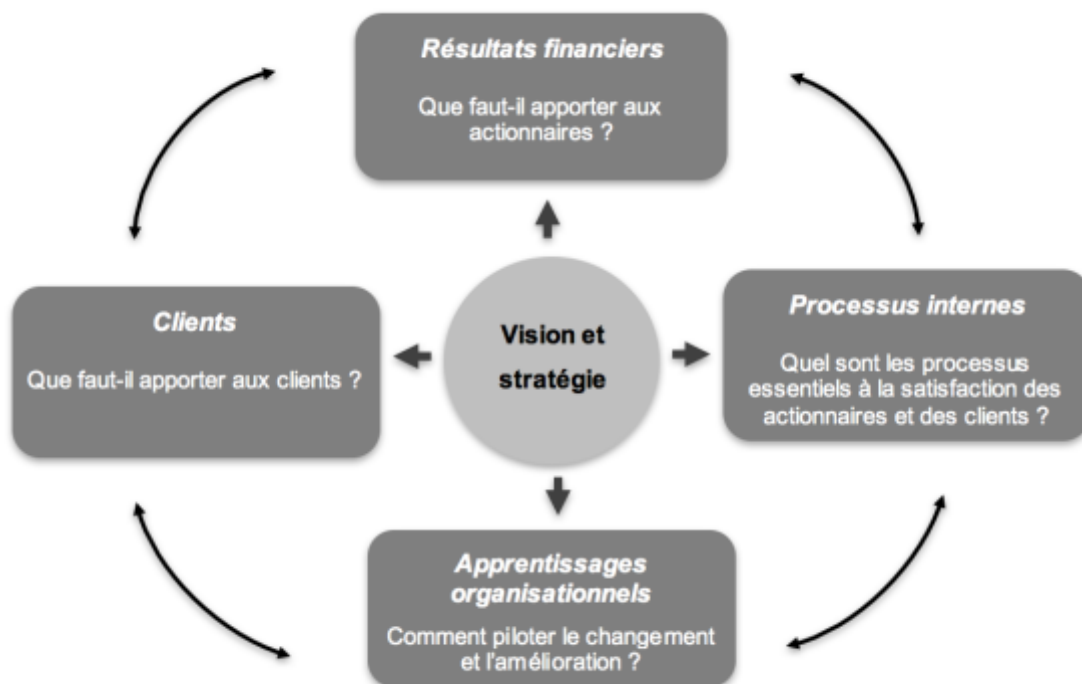 Résultats financiers
Que faut-il apporter aux
actionnaires ?
Clients
Que faut-il apporter aux clients ?
Vision et
stratégie
Processus internes
Quel sont les processus
essentiels à la satisfaction des
actionnaires et des clients ?
Apprentissages
organisationnels
Comment piloter le changement
et l'amélioration ?